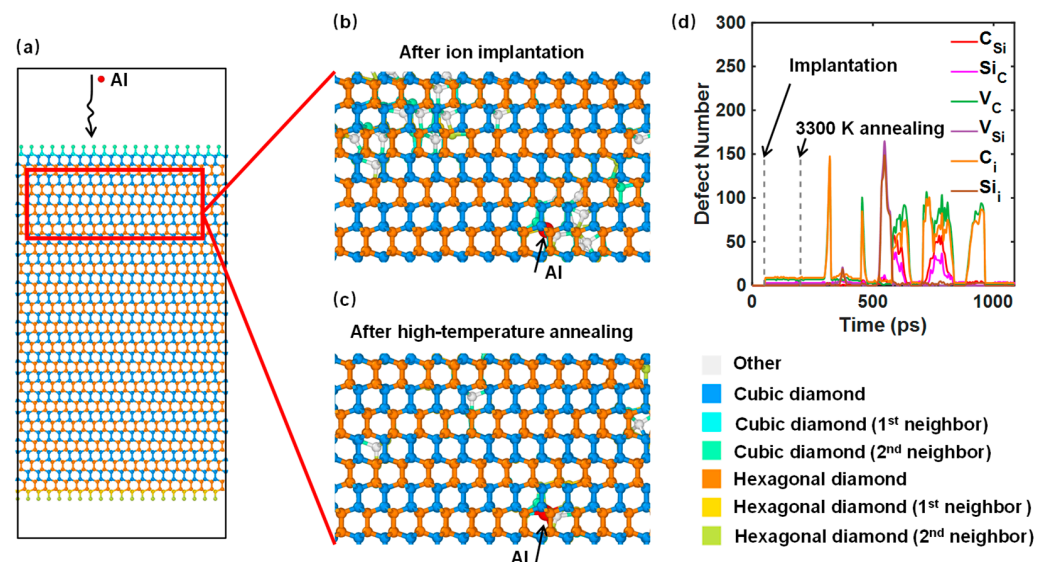 (a)
Al
(b)
After ion implantation
Al
(c)
After high-temperature annealing
Al
(d)
300
250
200
150
100
50
0
Defect Number
0
500
1000
Time (ps)
Implantation
3300 K annealing
C_Si
Si_C
V_C
V_Si
C_i
Si_i
Other
Cubic diamond
Cubic diamond (1st neighbor)
Cubic diamond (2nd neighbor)
Hexagonal diamond
Hexagonal diamond (1st neighbor)
Hexagonal diamond (2nd neighbor)